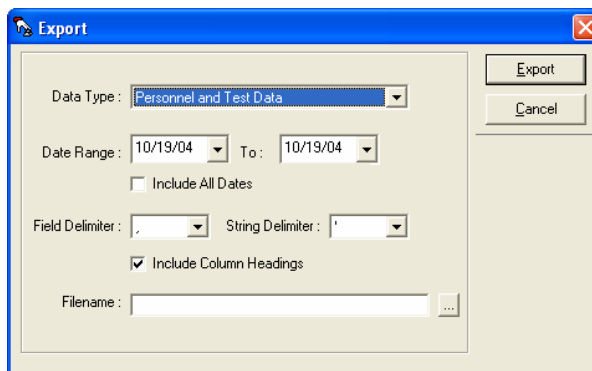 Export
Export
Data Type : Personnel and Test Data
Cancel
Date Range : 10/19/04 To : 10/19/04
Include All Dates
Field Delimiter : , String Delimiter : '
Include Column Headings
Filename : ...